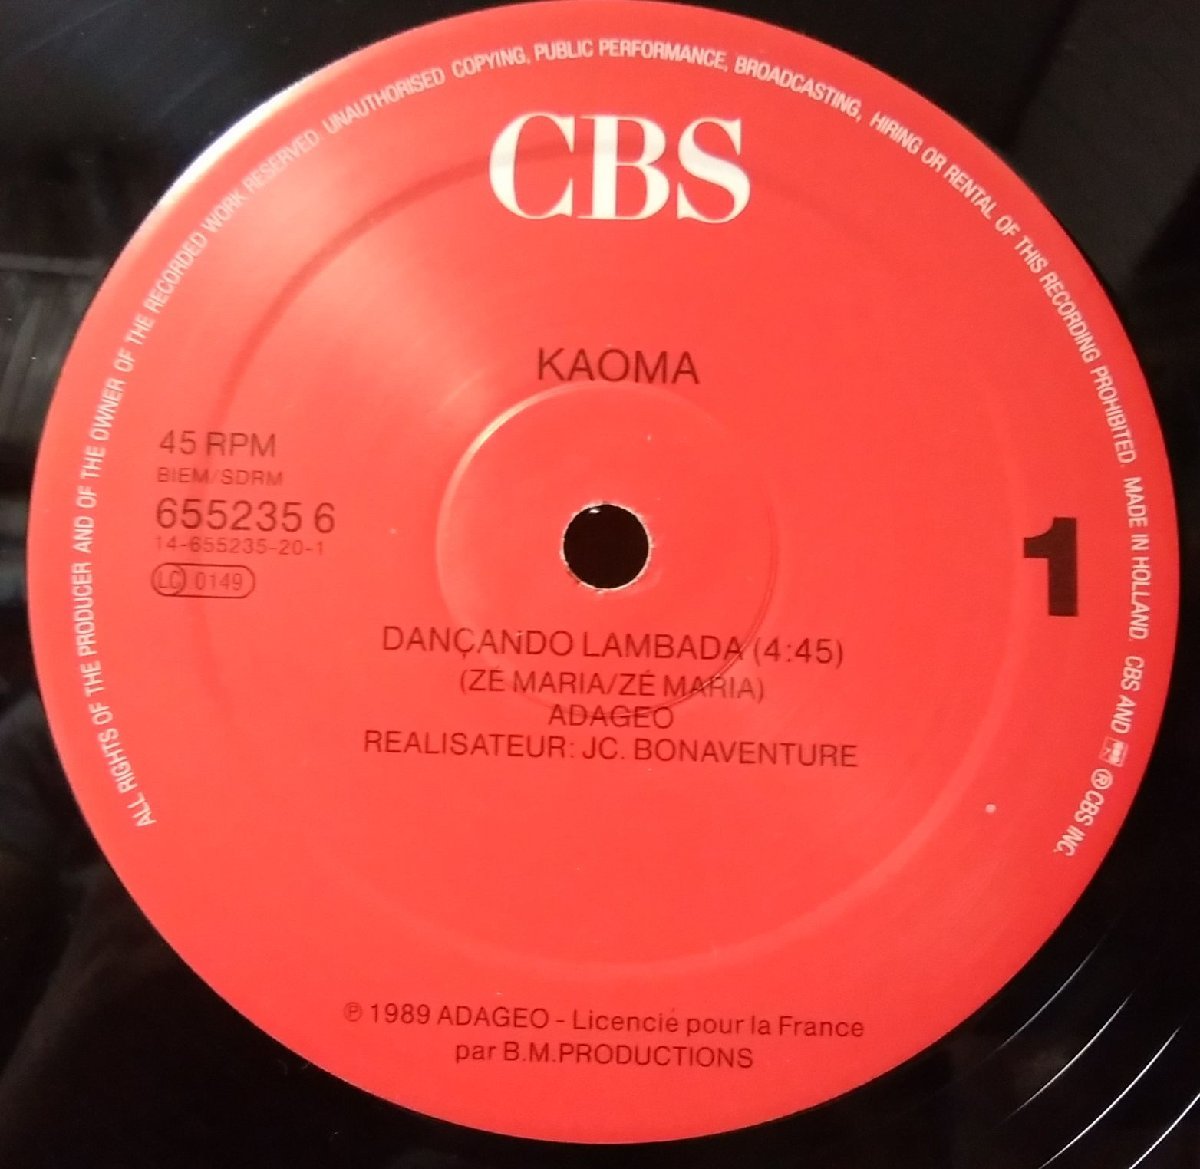 ALL RIGHTS OF THE PRODUCER AND OF THE OWNER OF THE RECORDED WORK RESERVED. UNAUTHORISED COPYING, PUBLIC PERFORMANCE, BROADCASTING, HIRING OR RENTAL OF THIS RECORDING PROHIBITED. MADE IN HOLLAND. CBS AND ® CBS INC.
CBS
KAOMA
45 RPM
BIEM/SDRM
655235 6
14-655235-20-1
LC 0149
1
DANÇANDO LAMBADA (4:45)
(ZE MARIA/ZÉ MARIA)
ADAGEO
REALISATEUR: JC. BONAVENTURE
℗ 1989 ADAGEO - Licencié pour la France
par B.M.PRODUCTIONS